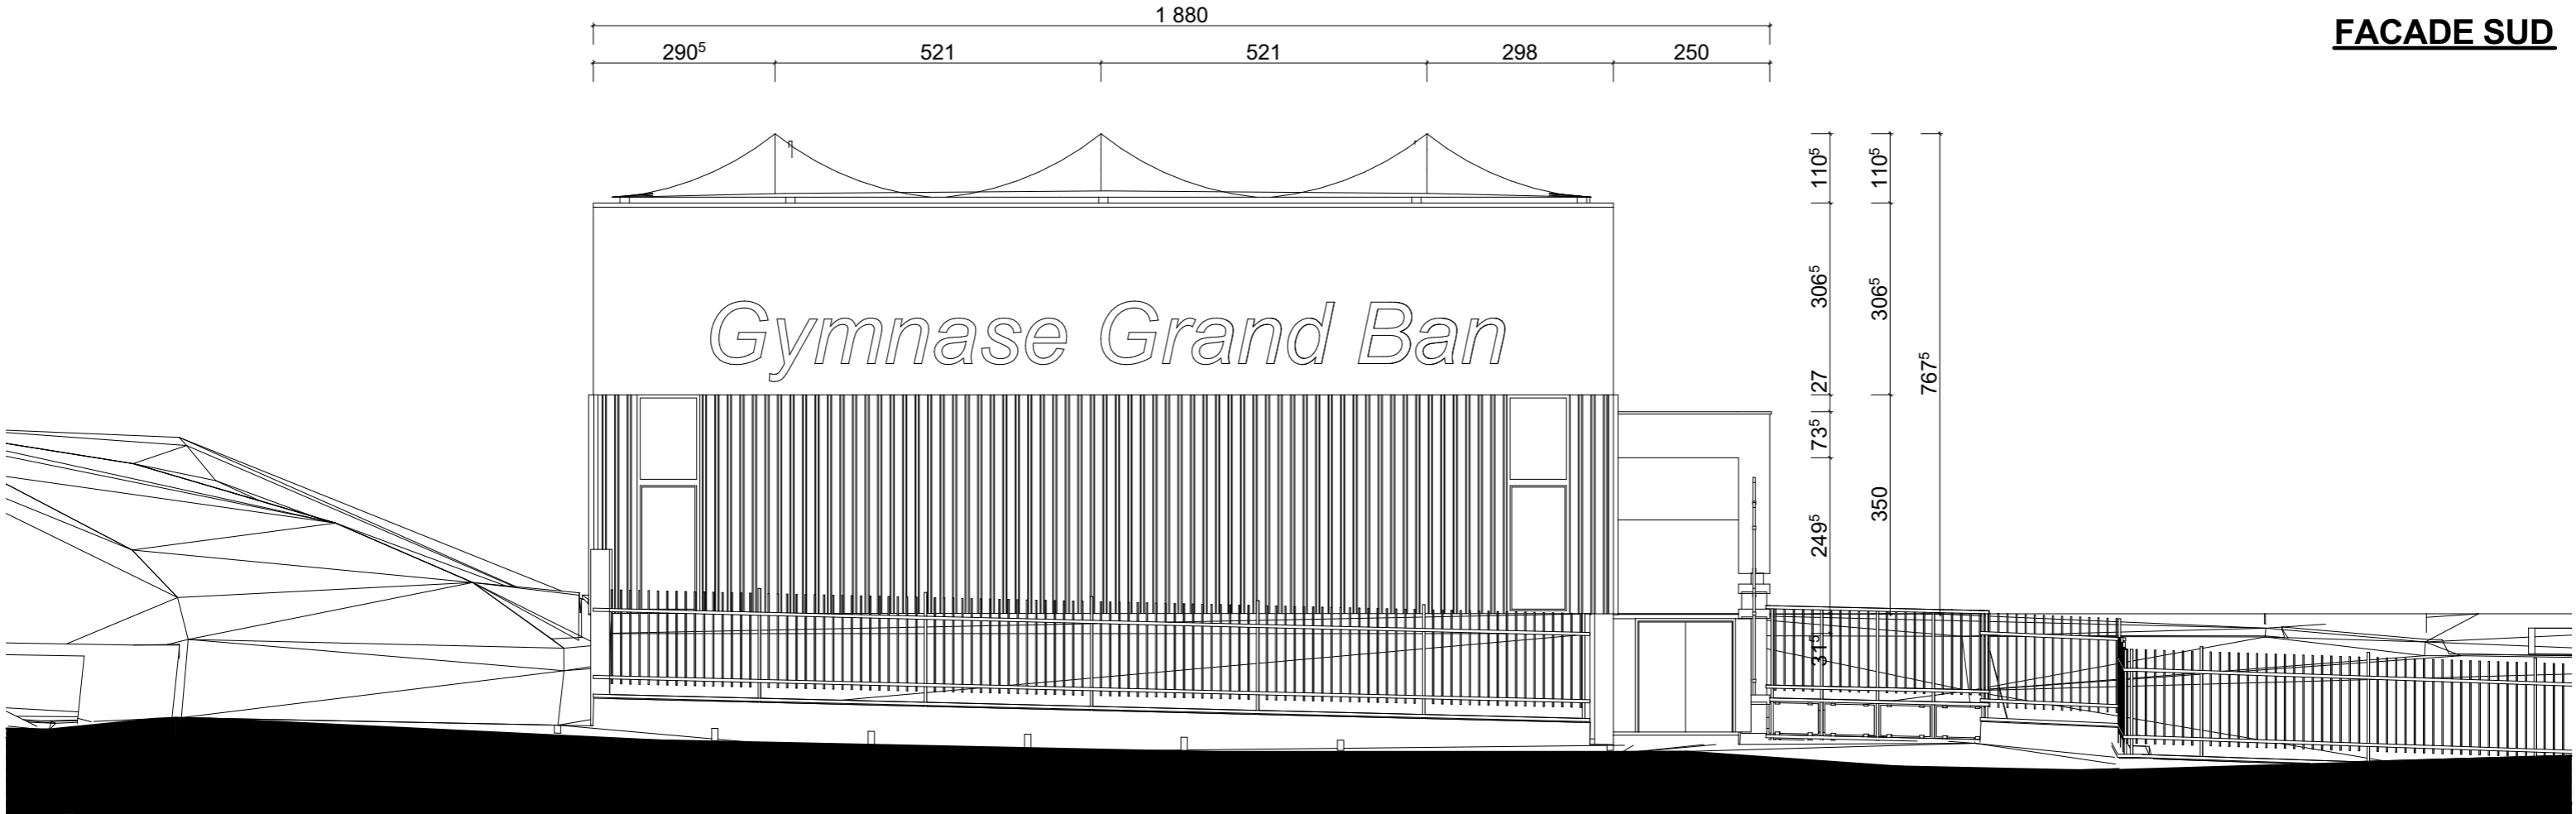 1 880
FACADE SUD
290⁵ 521 521 298 250
110⁵ 110⁵
306⁵ 306⁵
Gymnase Grand Ban
27 767⁵
73⁵
249⁵ 350
31⁵